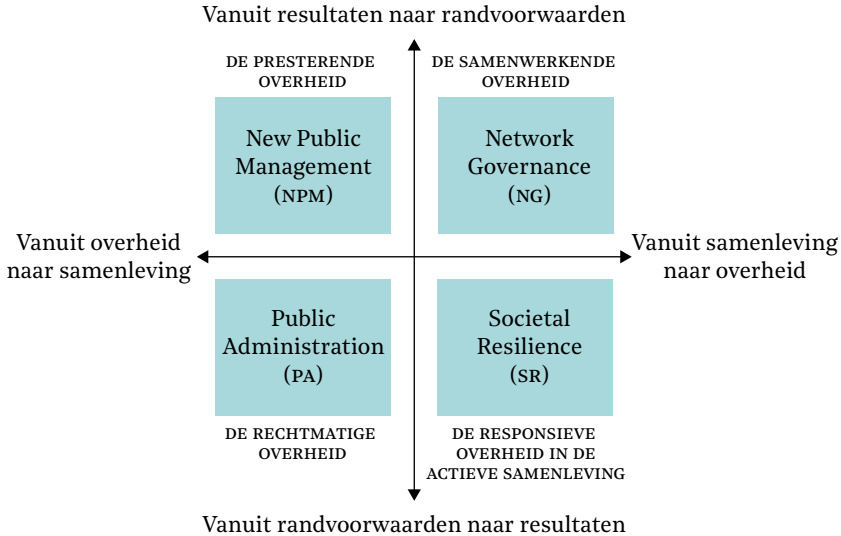 Vanuit resultaten naar randvoorwaarden
DE PRESTERENDE
OVERHEID
DE SAMENWERKENDE
OVERHEID
New Public
Management
(NPM)
Network
Governance
(NG)
Vanuit overheid
naar samenleving
Vanuit samenleving
naar overheid
Public
Administration
(PA)
Societal
Resilience
(SR)
DE RECHTMATIGE
OVERHEID
DE RESPONSIEVE
OVERHEID IN DE
ACTIEVE SAMENLEVING
Vanuit randvoorwaarden naar resultaten